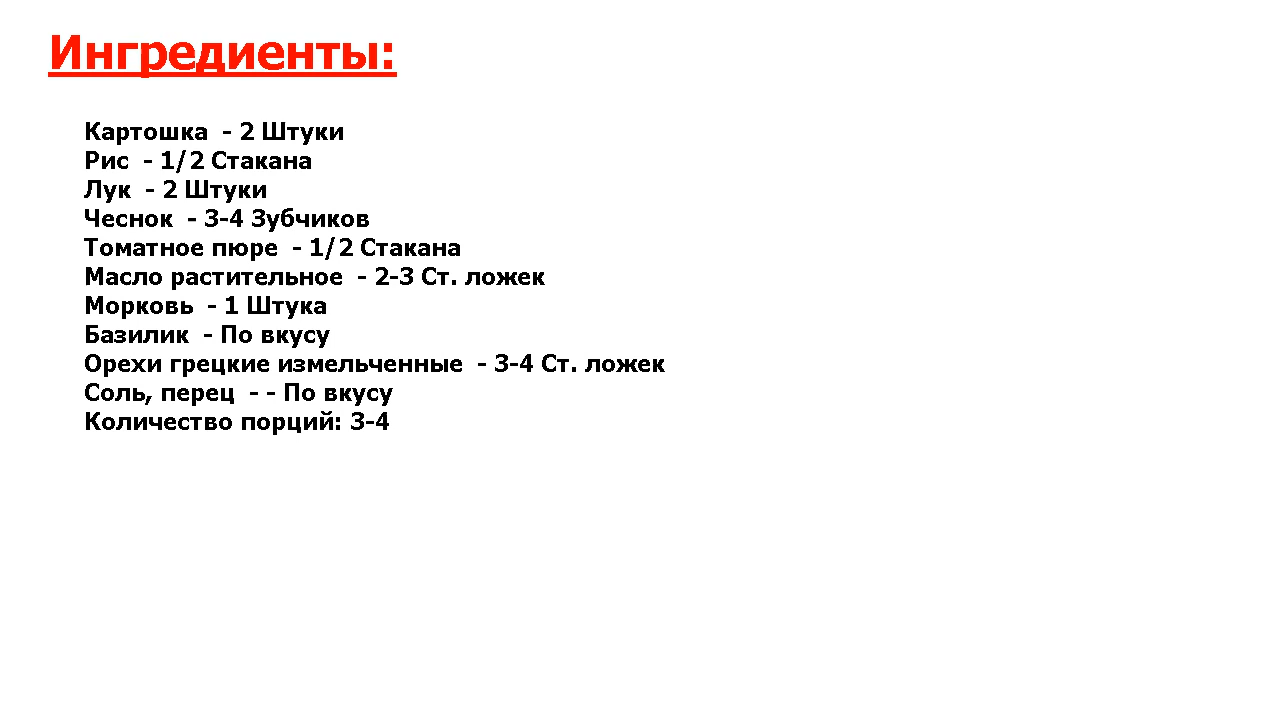 Ингредиенты:
Картошка  - 2 Штуки
Рис  - 1/2 Стакана
Лук  - 2 Штуки
Чеснок  - 3-4 Зубчиков
Томатное пюре  - 1/2 Стакана
Масло растительное  - 2-3 Ст. ложек
Морковь  - 1 Штука
Базилик  - По вкусу
Орехи грецкие измельченные  - 3-4 Ст. ложек
Соль, перец  - - По вкусу
Количество порций: 3-4